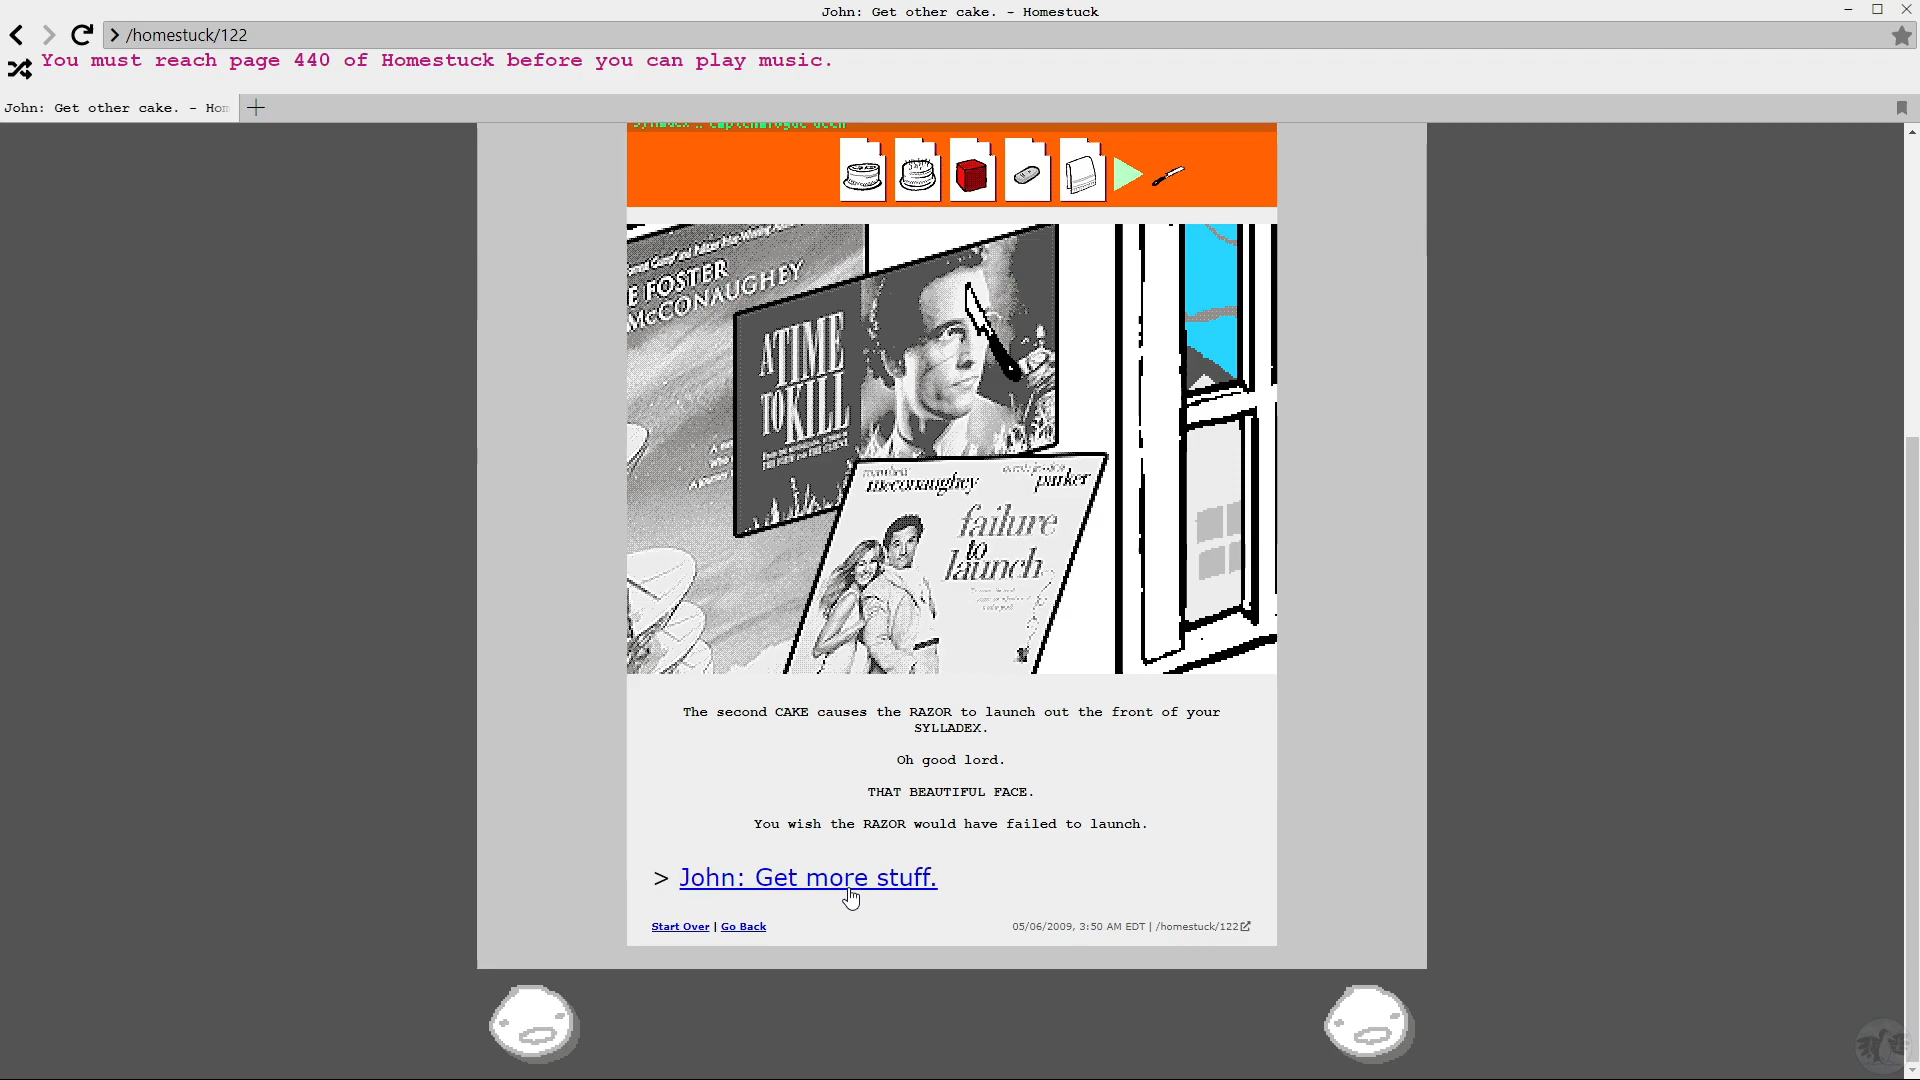 John: Get other cake. - Homestuck
/homestuck/122
You must reach page 440 of Homestuck before you can play music.
John: Get other cake. - Hom
E FOSTER
McCONAUGHEY
A TIME
TO KILL
mcconaughey
parker
failure
to
launch
The second CAKE causes the RAZOR to launch out the front of your
SYLLADEX.
Oh good lord.
THAT BEAUTIFUL FACE.
You wish the RAZOR would have failed to launch.
> John: Get more stuff.
Start Over | Go Back
05/06/2009, 3:50 AM EDT | /homestuck/122